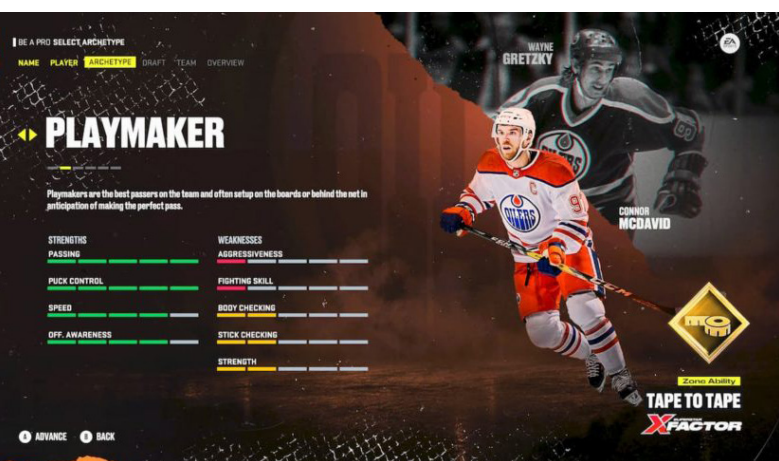 BE A PRO SELECT ARCHETYPE
NAME PLAYER ARCHETYPE DRAFT TEAM OVERVIEW
PLAYMAKER
Playmakers are the best passers on the team and often setup on the boards or behind the net in
anticipation of making the perfect pass.
STRENGTHS
PASSING
PUCK CONTROL
SPEED
OFF. AWARENESS
WEAKNESSES
AGGRESSIVENESS
FIGHTING SKILL
BODY CHECKING
STICK CHECKING
STRENGTH
A ADVANCE B BACK
WAYNE
GRETZKY
EA
OILERS
C
CONNOR
MCDAVID
Zone Ability
TAPE TO TAPE
SUPERSTAR
XFACTOR